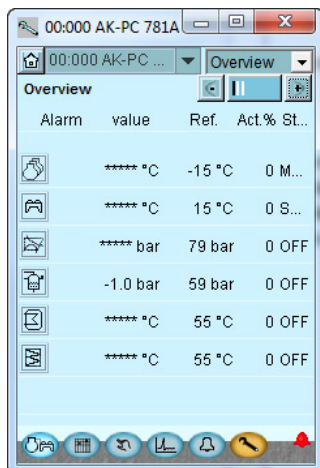 00:000 AK-PC 781A
00:000 AK-PC ... Overview
Overview
Alarm value Ref. Act.% St...
***** °C -15 °C 0 M...
***** °C 15 °C 0 S...
***** bar 79 bar 0 OFF
-1.0 bar 59 bar 0 OFF
***** °C 55 °C 0 OFF
***** °C 55 °C 0 OFF